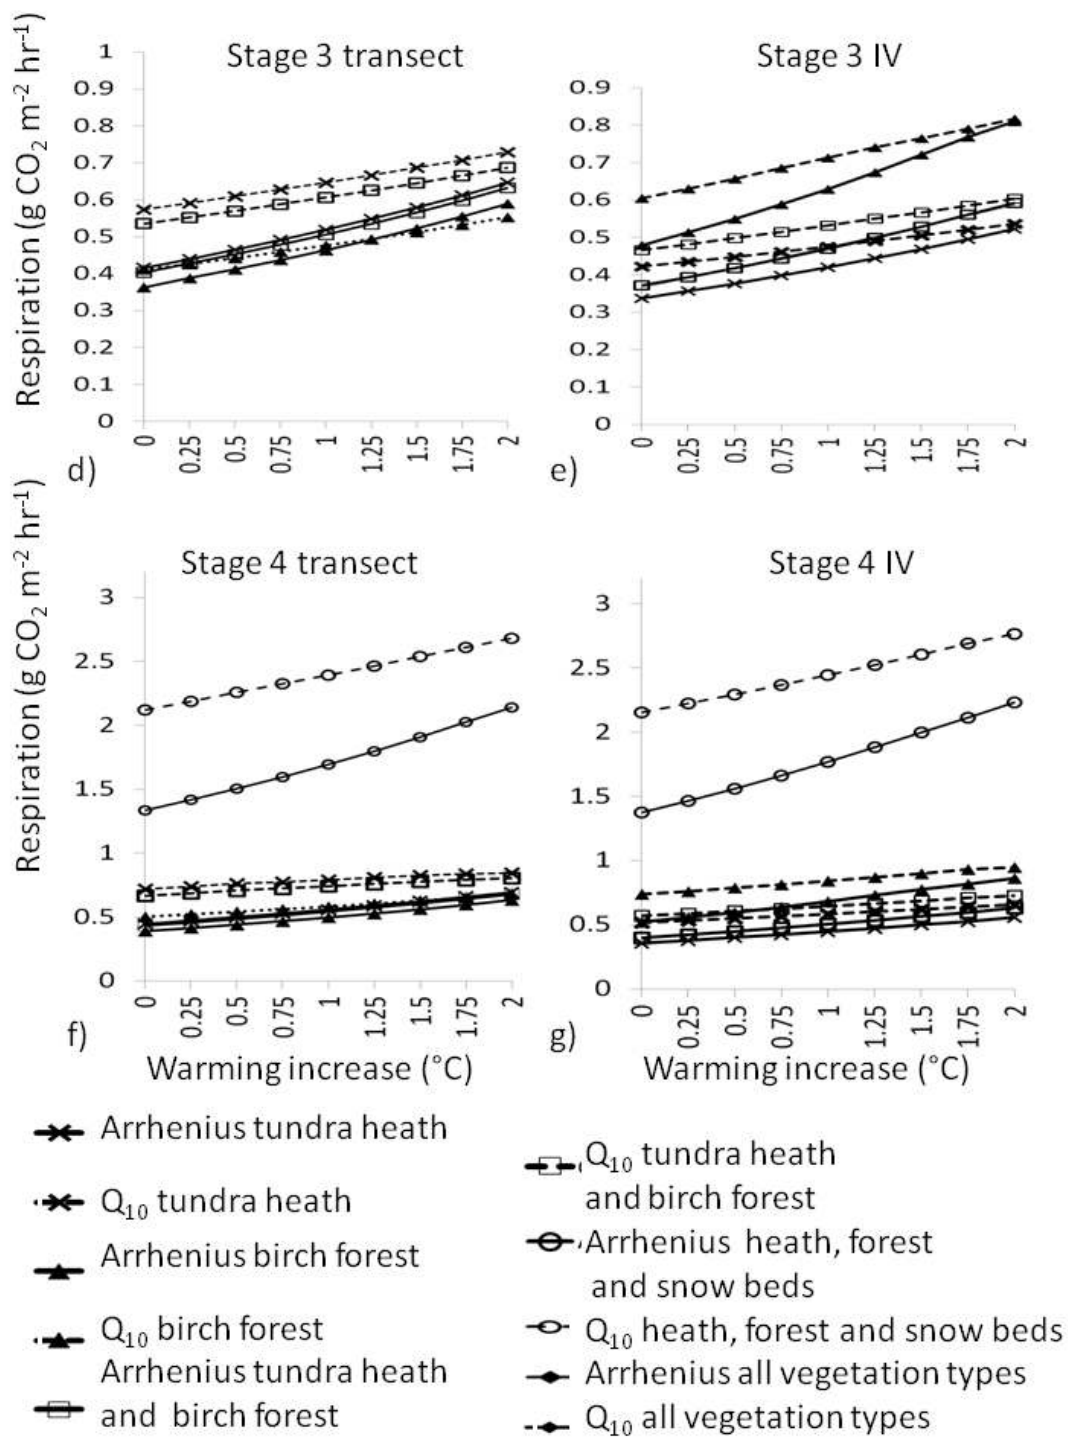 Stage 3 transect
Respiration (g CO₂ m⁻² hr⁻¹)
1
0.9
0.8
0.7
0.6
0.5
0.4
0.3
0.2
0.1
0
0 0.25 0.5 0.75 1 1.25 1.5 1.75 2
d)
Stage 3 IV
0.9
0.8
0.7
0.6
0.5
0.4
0.3
0.2
0.1
0
0 0.25 0.5 0.75 1 1.25 1.5 1.75 2
e)
Stage 4 transect
Respiration (g CO₂ m⁻² hr⁻¹)
3
2.5
2
1.5
1
0.5
0
0 0.25 0.5 0.75 1 1.25 1.5 1.75 2
f)
Warming increase (°C)
Stage 4 IV
3
2.5
2
1.5
1
0.5
0
0 0.25 0.5 0.75 1 1.25 1.5 1.75 2
g)
Warming increase (°C)
Arrhenius tundra heath
Q₁₀ tundra heath
Arrhenius birch forest
Q₁₀ birch forest
Arrhenius tundra heath
and birch forest
Q₁₀ tundra heath
and birch forest
Arrhenius heath, forest
and snow beds
Q₁₀ heath, forest and snow beds
Arrhenius all vegetation types
Q₁₀ all vegetation types